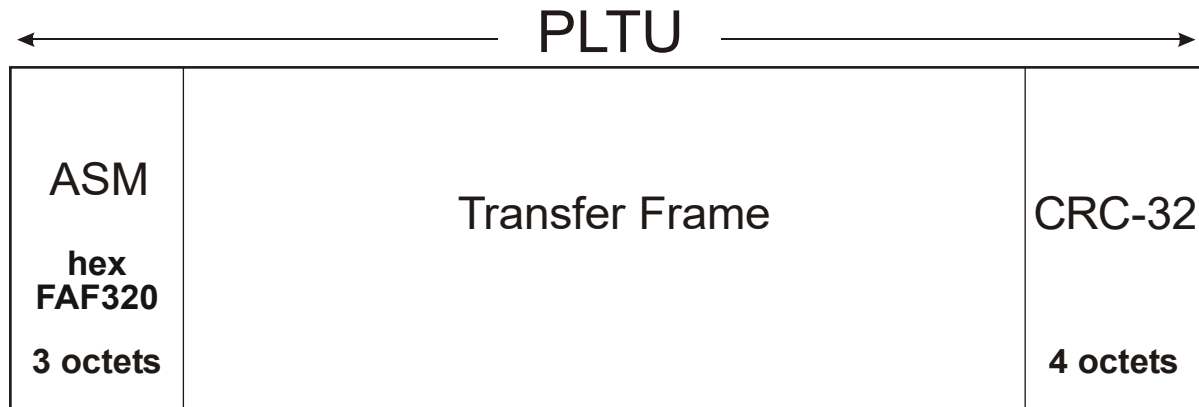 PLTU
ASM
hex
FAF320
3 octets
Transfer Frame
CRC-32
4 octets